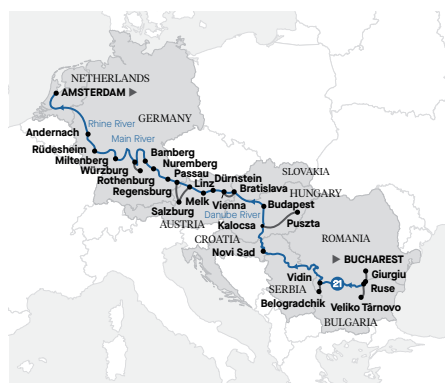 NETHERLANDS
AMSTERDAM
GERMANY
Rhine River
Andernach
Main River
Rüdesheim
Bamberg
Miltenberg
Nuremberg
Würzburg
Passau
Rothenburg
Linz
Dürnstein
SLOVAKIA
Regensburg
Bratislava
Melk
Vienna
HUNGARY
Salzburg
Danube River
Budapest
AUSTRIA
Kalocsa
Puszta
CROATIA
ROMANIA
Novi Sad
BUCHAREST
Giurgiu
Vidin
21
Ruse
SERBIA
Belogradchik
Veliko Tárnovo
BULGARIA